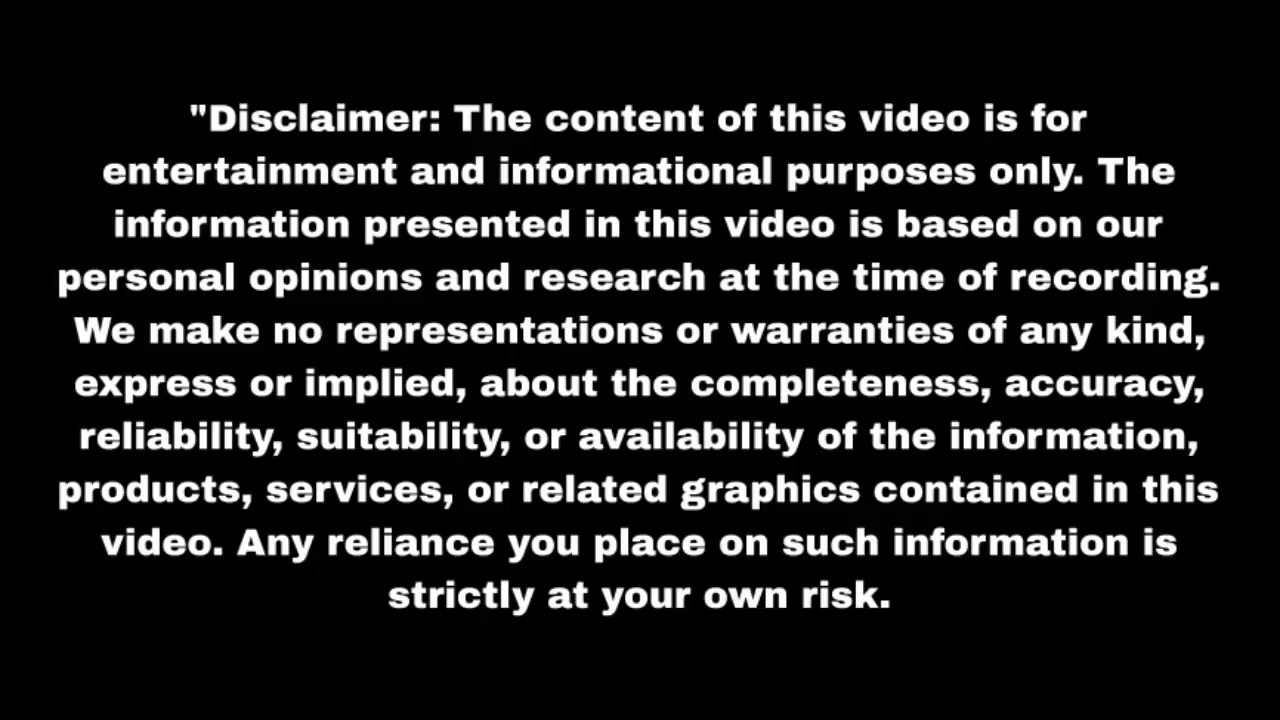 "Disclaimer: The content of this video is for
entertainment and informational purposes only. The
information presented in this video is based on our
personal opinions and research at the time of recording.
We make no representations or warranties of any kind,
express or implied, about the completeness, accuracy,
reliability, suitability, or availability of the information,
products, services, or related graphics contained in this
video. Any reliance you place on such information is
strictly at your own risk.